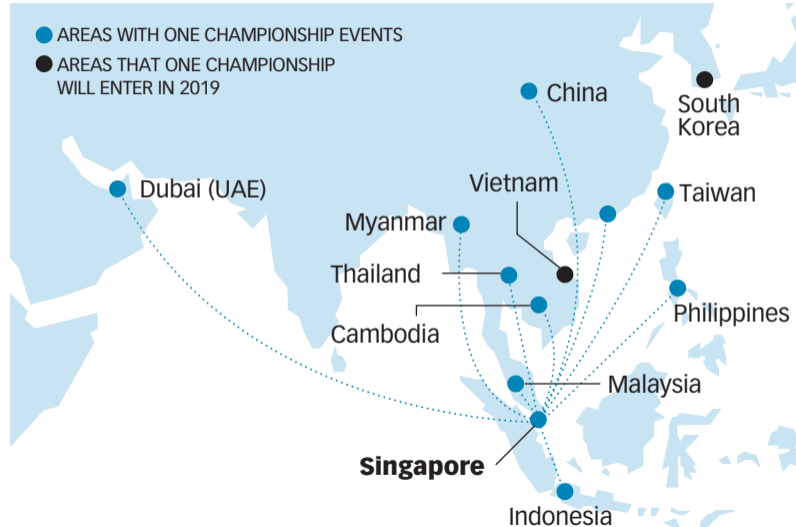 AREAS WITH ONE CHAMPIONSHIP EVENTS
AREAS THAT ONE CHAMPIONSHIP
WILL ENTER IN 2019
China
South
Korea
Dubai (UAE)
Vietnam
Taiwan
Myanmar
Thailand
Philippines
Cambodia
Malaysia
Singapore
Indonesia